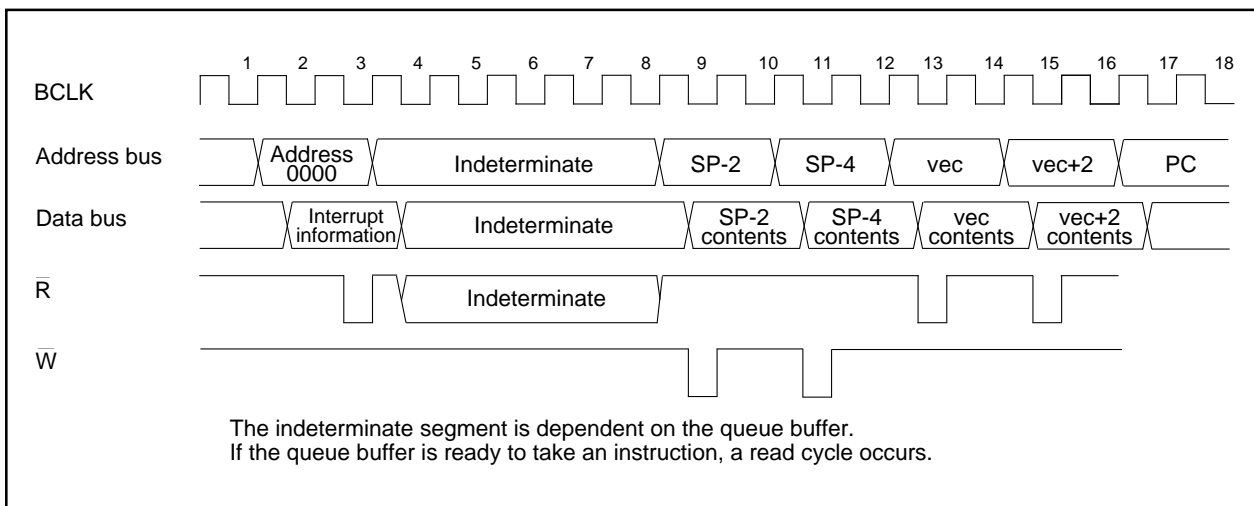 1 2 3 4 5 6 7 8 9 10 11 12 13 14 15 16 17 18
BCLK
Address bus
Address
0000
Indeterminate
SP-2
SP-4
vec
vec+2
PC
Data bus
Interrupt
information
Indeterminate
SP-2
contents
SP-4
contents
vec
contents
vec+2
contents
R
Indeterminate
W
The indeterminate segment is dependent on the queue buffer.
If the queue buffer is ready to take an instruction, a read cycle occurs.